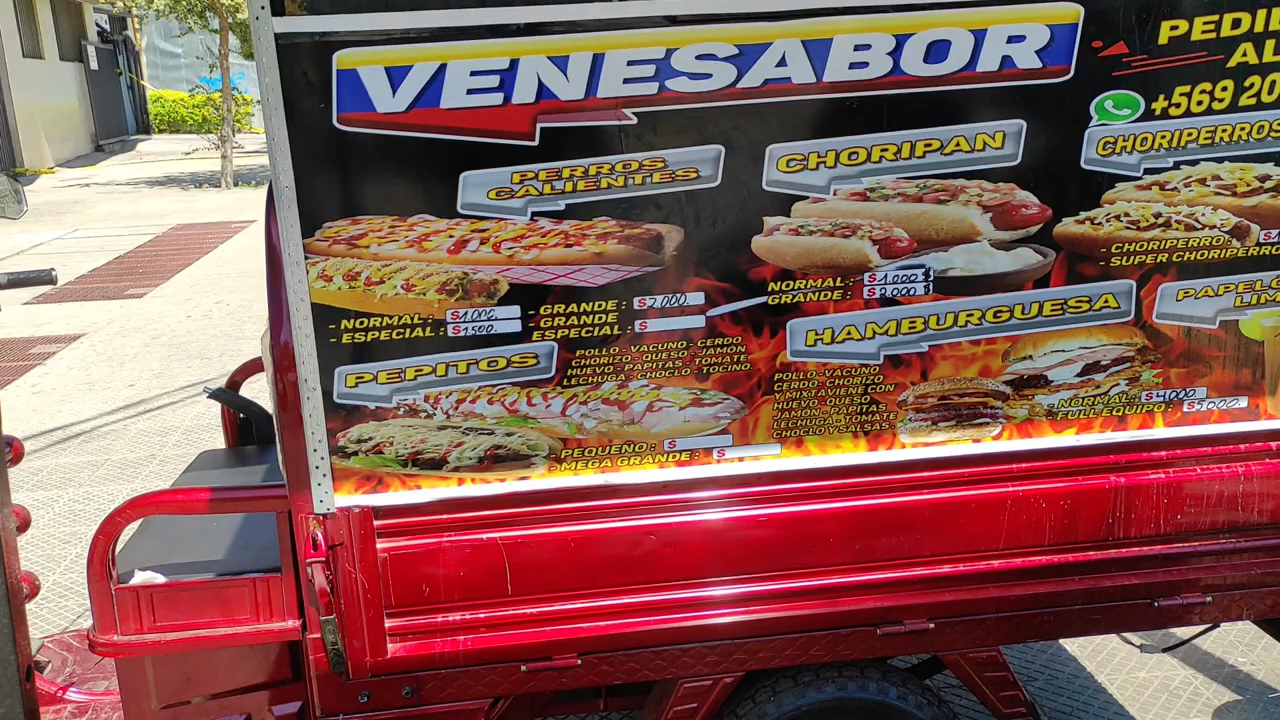 VENESABOR
PEDI
AL
+569 20
PERROS
CALIENTES
- NORMAL: $1.000.
- ESPECIAL: $1.500.
- GRANDE: $2.000.
- GRANDE
ESPECIAL: $
CHORIPAN
NORMAL: $1.000 $
GRANDE: $2.000 $
CHORIPERROS
- CHORIPERRO: $
- SUPER CHORIPERR
PEPITOS
POLLO - VACUNO - CERDO
CHORIZO - QUESO - JAMÓN
HUEVO - PAPITAS - TOMATE
LECHUGA - CHOCLO - TOCINO.
- PEQUEÑO: $
- MEGA GRANDE: $
HAMBURGUESA
POLLO - VACUNO
CERDO - CHORIZO
Y MIXTA VIENE CON
HUEVO - QUESO
JAMÓN - PAPITAS
LECHUGA - TOMATE
CHOCLO Y SALSAS.
- NORMAL: $4.000
- FULL EQUIPO: $5.000.
PAPELO
LIM